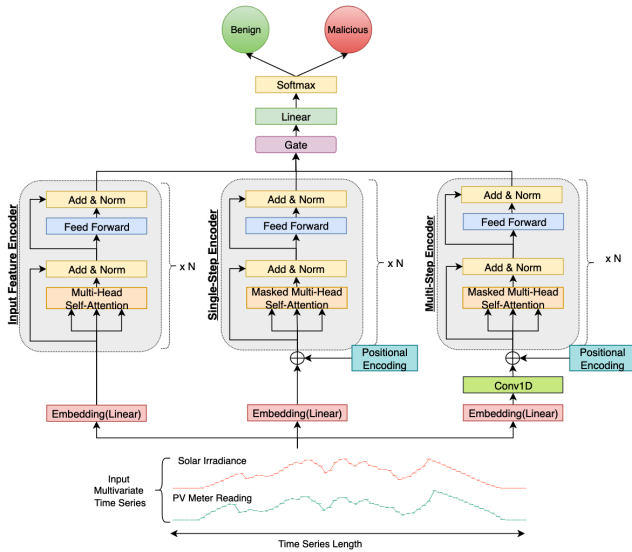 Benign
Malicious
Softmax
Linear
Gate
Input Feature Encoder
Add & Norm
Feed Forward
Add & Norm
Multi-Head
Self-Attention
x N
Embedding(Linear)
Single-Step Encoder
Add & Norm
Feed Forward
Add & Norm
Masked Multi-Head
Self-Attention
x N
Positional
Encoding
Embedding(Linear)
Multi-Step Encoder
Add & Norm
Feed Forward
Add & Norm
Masked Multi-Head
Self-Attention
x N
Positional
Encoding
Conv1D
Embedding(Linear)
Input
Multivariate
Time Series
Solar Irradiance
PV Meter Reading
Time Series Length